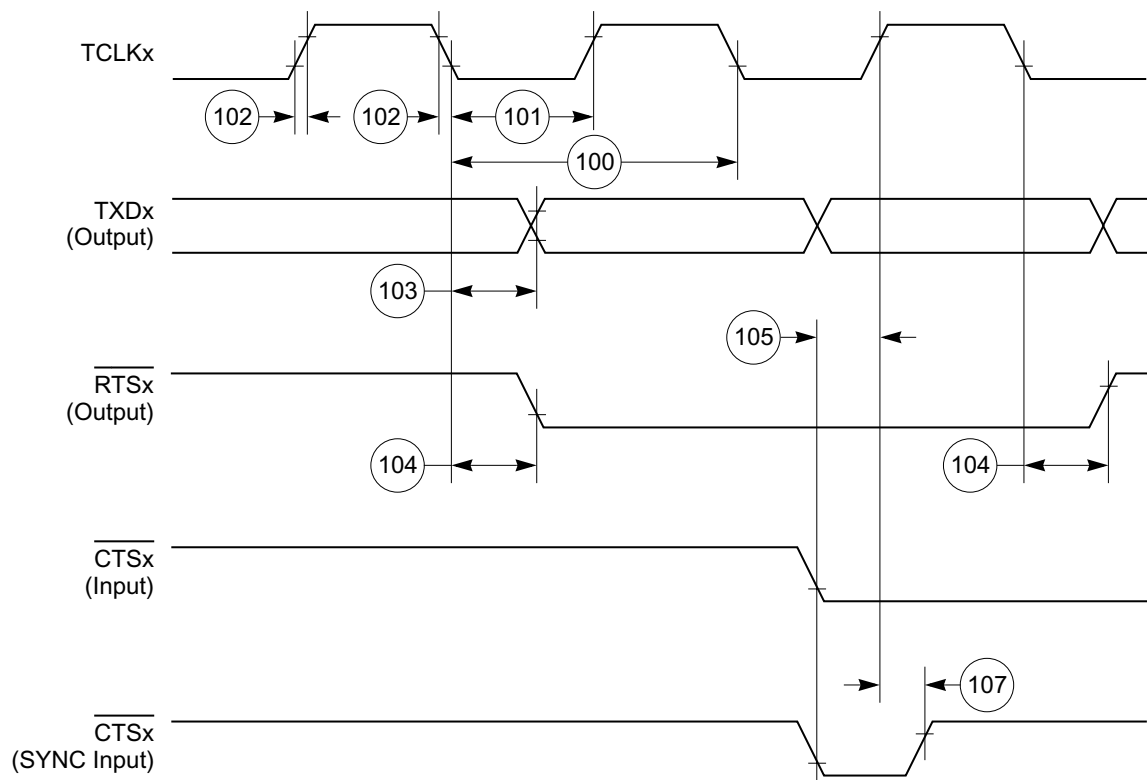 TCLKx
102
102
101
100
TXDx
(Output)
103
105
RTSx
(Output)
104
104
CTSx
(Input)
107
CTSx
(SYNC Input)